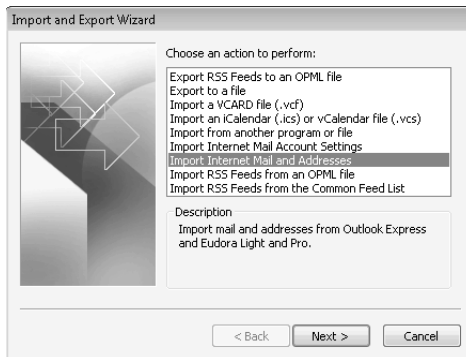 Import and Export Wizard
Choose an action to perform:
Export RSS Feeds to an OPML file
Export to a file
Import a VCARD file (.vcf)
Import an iCalendar (.ics) or vCalendar file (.vcs)
Import from another program or file
Import Internet Mail Account Settings
Import Internet Mail and Addresses
Import RSS Feeds from an OPML file
Import RSS Feeds from the Common Feed List
Description
Import mail and addresses from Outlook Express
and Eudora Light and Pro.
< Back Next > Cancel